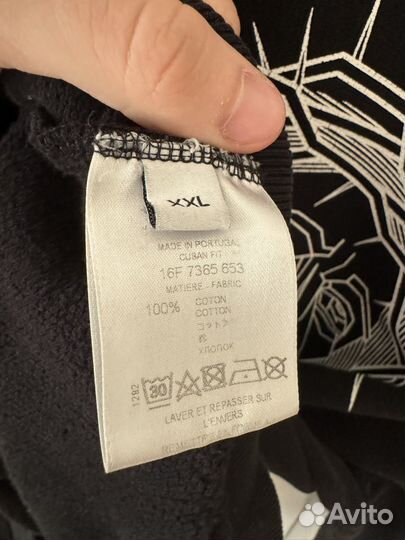 XXL
MADE IN PORTUGAL
CUBAN FIT
16F 7365 653
MATIERE - FABRIC
100% COTON
COTTON
コットン
棉
ХЛОПОК
1282
30
LAVER ET REPASSER SUR
L'ENVERS
Avito